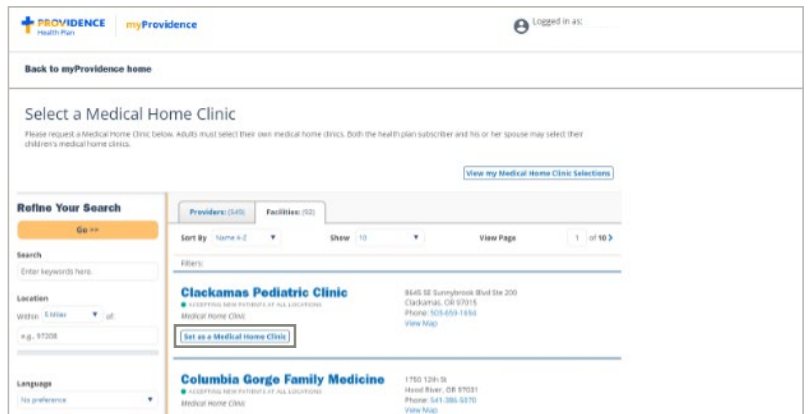 PROVIDENCE
Health Plan
myProvidence
Logged in as:
Back to myProvidence home
Select a Medical Home Clinic
Please request a Medical Home Clinic below. Adults must select their own medical home clinics. Both the health plan subscriber and his or her spouse may select their
children's medical home clinics.
View my Medical Home Clinic Selections
Refine Your Search
Go >>
Search
Enter keywords here.
Location
Within 5 Miles of:
e.g., 97208
Language
No preference
Providers: (549) Facilities: (92)
Sort By Name A-Z Show 10 View Page 1 of 10
Filters:
Clackamas Pediatric Clinic
ACCEPTING NEW PATIENTS AT ALL LOCATIONS
Medical Home Clinic
Set as a Medical Home Clinic
8645 SE Sunnybrook Blvd Ste 200
Clackamas, OR 97015
Phone: 503-659-1694
View Map
Columbia Gorge Family Medicine
ACCEPTING NEW PATIENTS AT ALL LOCATIONS
Medical Home Clinic
1750 12th St
Hood River, OR 97031
Phone: 541-386-5070
View Map